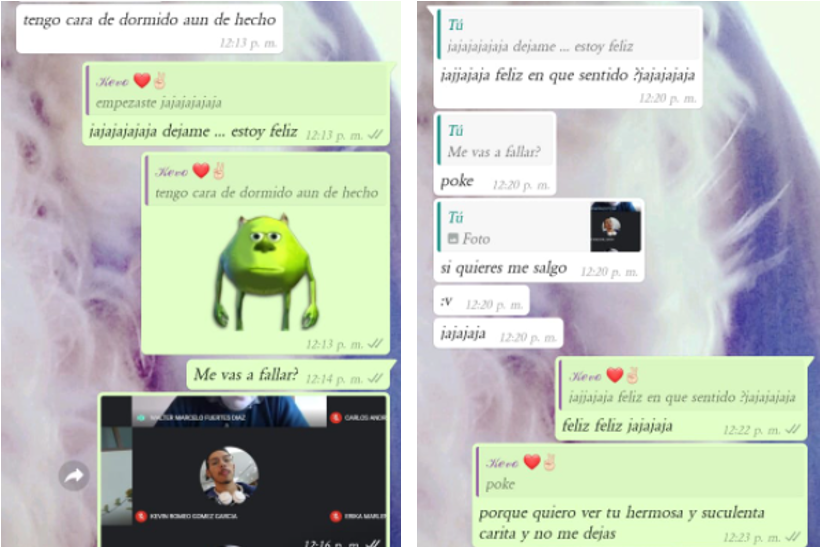 tengo cara de dormido aun de hecho
12:13 p. m.
Kevo ❤️✌🏻
empezaste jajajajajaja
jajajajajaja dejame ... estoy feliz 12:13 p. m.
Kevo ❤️✌🏻
tengo cara de dormido aun de hecho
12:13 p. m.
Me vas a fallar? 12:14 p. m.
WALTER MARCELO FUERTES DIAZ
CARLOS ANDR
KEVIN ROMEO GOMEZ GARCIA
ERIKA MARLE
12:16 p. m.
Tú
jajajajajaja dejame ... estoy feliz
jajjajaja feliz en que sentido ?jajajajaja
12:20 p. m.
Tú
Me vas a fallar?
poke 12:20 p. m.
Tú
Foto
si quieres me salgo 12:20 p. m.
:v 12:20 p. m.
jajajaja 12:20 p. m.
Kevo ❤️✌🏻
jajjajaja feliz en que sentido ?jajajajaja
feliz feliz jajajaja 12:22 p. m.
Kevo ❤️✌🏻
poke
porque quiero ver tu hermosa y suculenta
carita y no me dejas 12:23 p. m.